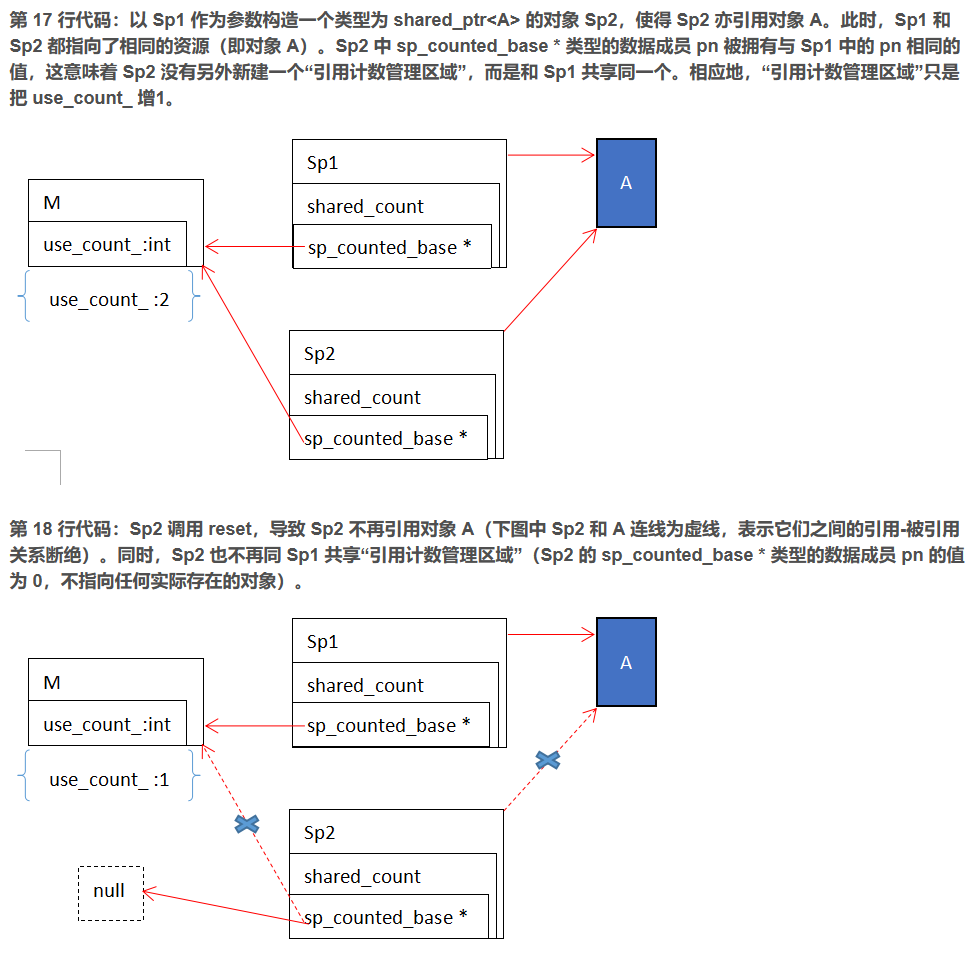 第 17 行代码：以 Sp1 作为参数构造一个类型为 shared_ptr<A> 的对象 Sp2，使得 Sp2 亦引用对象 A。此时，Sp1 和
Sp2 都指向了相同的资源（即对象 A）。Sp2 中 sp_counted_base * 类型的数据成员 pn 被拥有与 Sp1 中的 pn 相同的
值，这意味着 Sp2 没有另外新建一个“引用计数管理区域”，而是和 Sp1 共享同一个。相应地，“引用计数管理区域”只是
把 use_count_ 增1。
Sp1
A
M
shared_count
use_count_:int
sp_counted_base *
use_count_ :2
Sp2
shared_count
sp_counted_base *
第 18 行代码：Sp2 调用 reset，导致 Sp2 不再引用对象 A（下图中 Sp2 和 A 连线为虚线，表示它们之间的引用-被引用
关系断绝）。同时，Sp2 也不再同 Sp1 共享“引用计数管理区域”（Sp2 的 sp_counted_base * 类型的数据成员 pn 的值
为 0，不指向任何实际存在的对象）。
Sp1
A
M
shared_count
use_count_:int
sp_counted_base *
use_count_ :1
Sp2
shared_count
null
sp_counted_base *